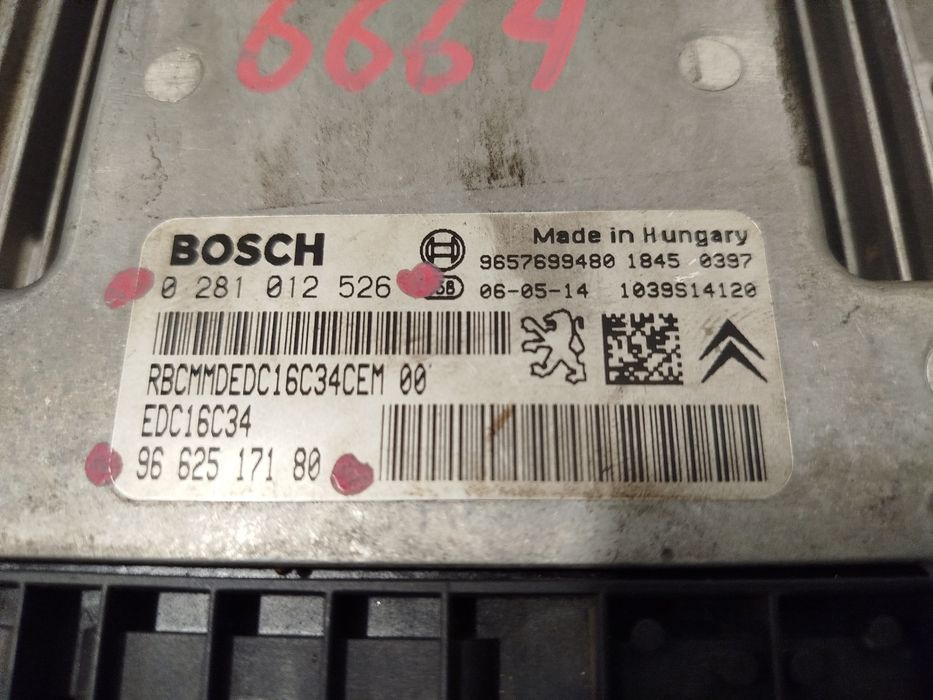 6664
BOSCH
Made in Hungary
9657699480 1845 0397
0 281 012 526
06-05-14 1039S14120
RBCMMDEDC16C34CEM 00
EDC16C34
96 625 171 80